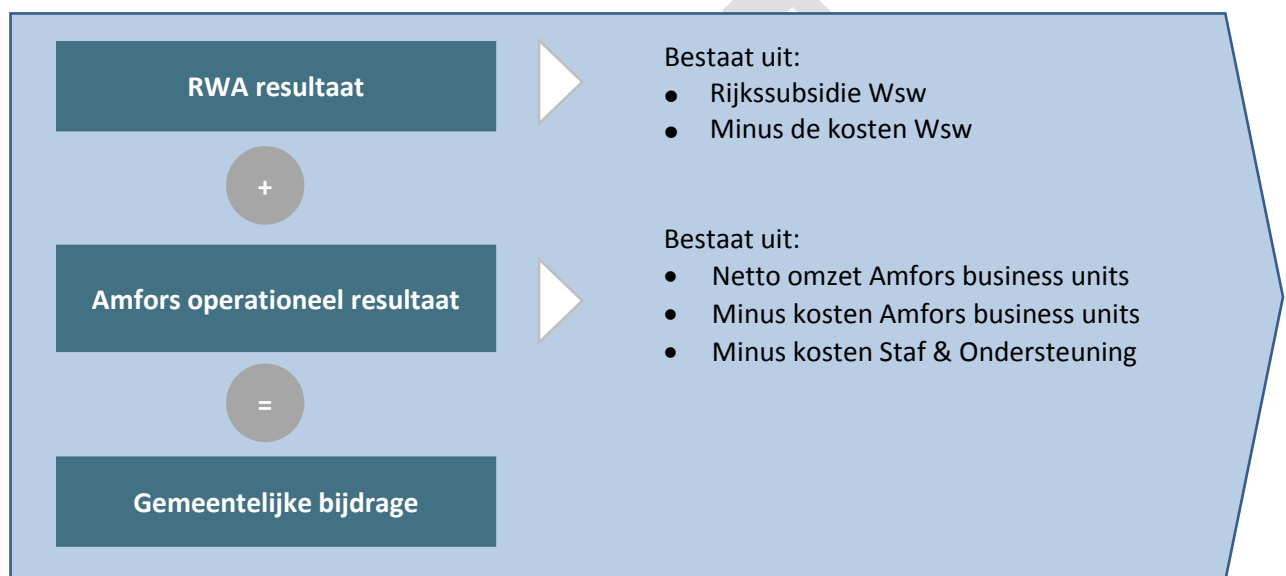 RWA resultaat
Bestaat uit:
● Rijkssubsidie Wsw
● Minus de kosten Wsw
+
Amfors operationeel resultaat
Bestaat uit:
• Netto omzet Amfors business units
• Minus kosten Amfors business units
• Minus kosten Staf & Ondersteuning
=
Gemeentelijke bijdrage